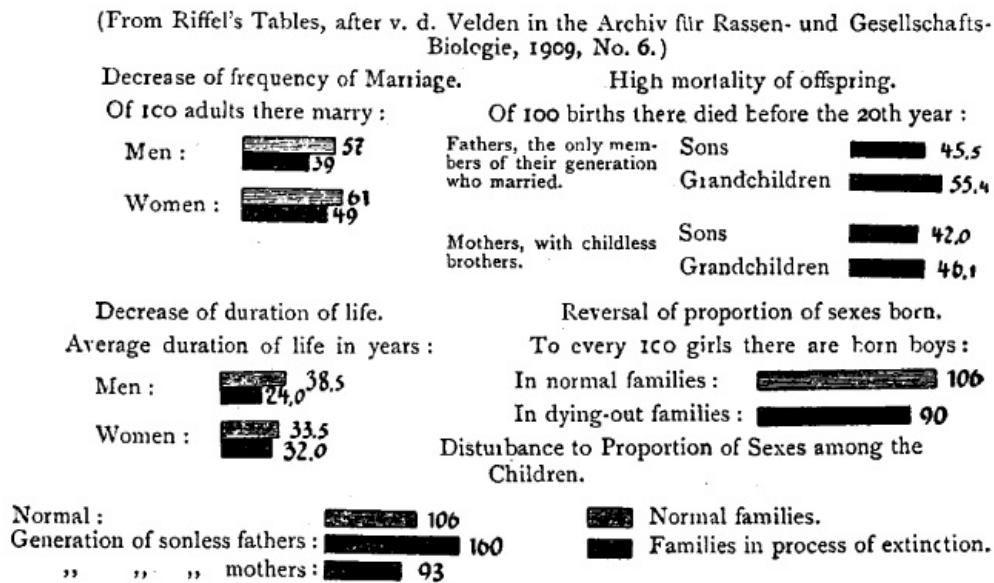 (From Riffel's Tables, after v. d. Velden in the Archiv für Rassen- und Gesellschafts-
Biologie, 1909, No. 6.)
Decrease of frequency of Marriage.
Of 100 adults there marry :
Men :
57
39
Women :
61
49
High mortality of offspring.
Of 100 births there died before the 20th year :
Fathers, the only mem-
bers of their generation
who married.
Sons 45,5
Grandchildren 55,4
Mothers, with childless
brothers.
Sons 42,0
Grandchildren 46,1
Decrease of duration of life.
Average duration of life in years :
Men :
38,5
24,0
Women :
33,5
32,0
Reversal of proportion of sexes born.
To every 100 girls there are born boys :
In normal families : 106
In dying-out families : 90
Disturbance to Proportion of Sexes among the
Children.
Normal : 106
Generation of sonless fathers : 160
,, ,, ,, mothers : 93
Normal families.
Families in process of extinction.